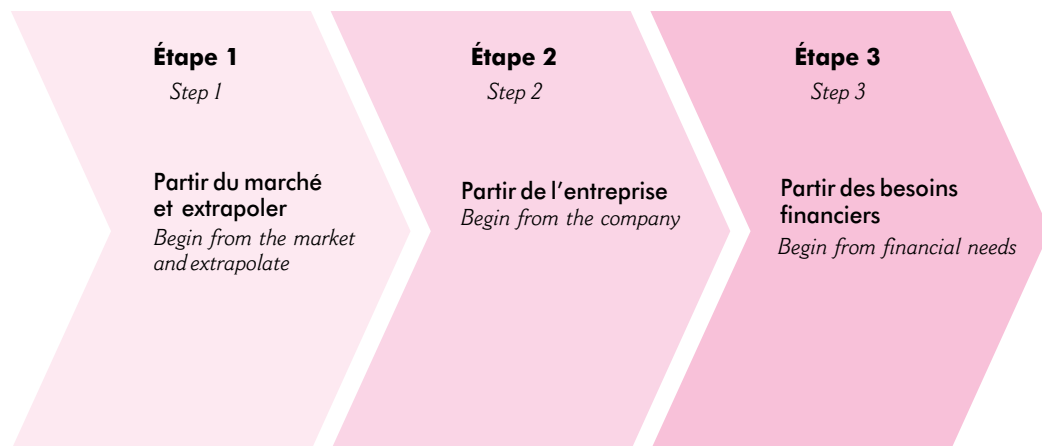 Étape 1
Step 1
Partir du marché
et extrapoler
Begin from the market
and extrapolate
Étape 2
Step 2
Partir de l'entreprise
Begin from the company
Étape 3
Step 3
Partir des besoins
financiers
Begin from financial needs